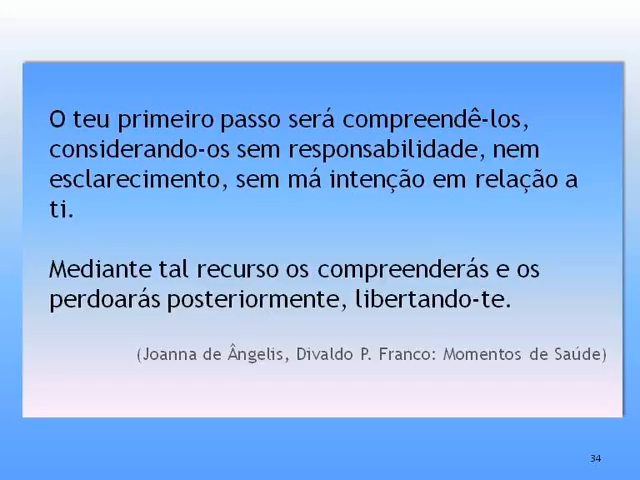 O teu primeiro passo será compreendê-los,
considerando-os sem responsabilidade, nem
esclarecimento, sem má intenção em relação a
ti.
Mediante tal recurso os compreenderás e os
perdoarás posteriormente, libertando-te.
(Joanna de Ângelis, Divaldo P. Franco: Momentos de Saúde)
34